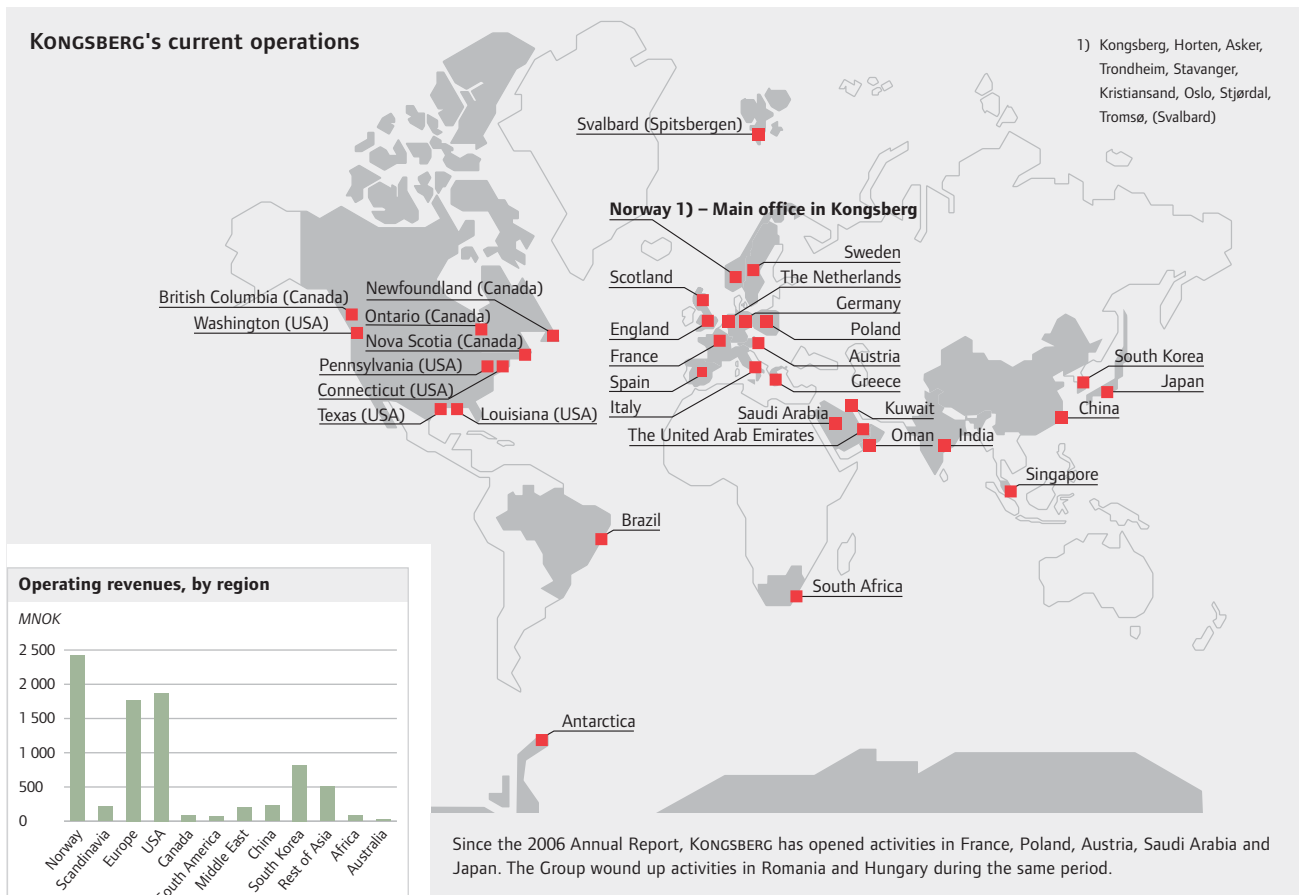 KONGSBERG's current operations
1) Kongsberg, Horten, Asker,
Trondheim, Stavanger,
Kristiansand, Oslo, Stjørdal,
Tromsø, (Svalbard)
Svalbard (Spitsbergen)
Norway 1) – Main office in Kongsberg
Sweden
Scotland
The Netherlands
Newfoundland (Canada)
British Columbia (Canada)
Germany
Ontario (Canada)
Washington (USA)
England
Poland
Nova Scotia (Canada)
France
Austria
South Korea
Pennsylvania (USA)
Spain
Greece
Japan
Connecticut (USA)
Italy
Kuwait
China
Texas (USA)
Louisiana (USA)
Saudi Arabia
The United Arab Emirates
Oman
India
Singapore
Brazil
South Africa
Antarctica
Operating revenues, by region
MNOK
2 500
2 000
1 500
1 000
500
0
Norway
Scandinavia
Europe
USA
Canada
South America
Middle East
China
South Korea
Rest of Asia
Africa
Australia
Since the 2006 Annual Report, KONGSBERG has opened activities in France, Poland, Austria, Saudi Arabia and
Japan. The Group wound up activities in Romania and Hungary during the same period.